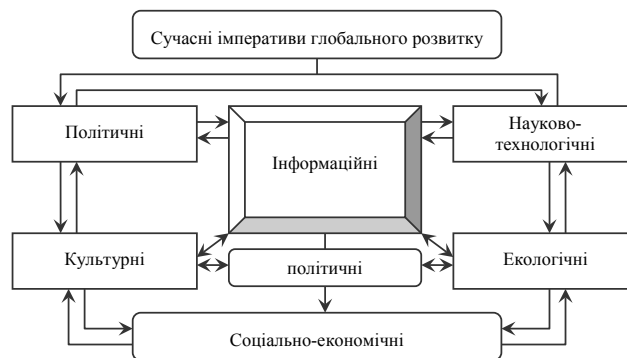 Сучасні імперативи глобального розвитку
Політичні
Інформаційні
Науково-
технологічні
Культурні
політичні
Екологічні
Соціально-економічні